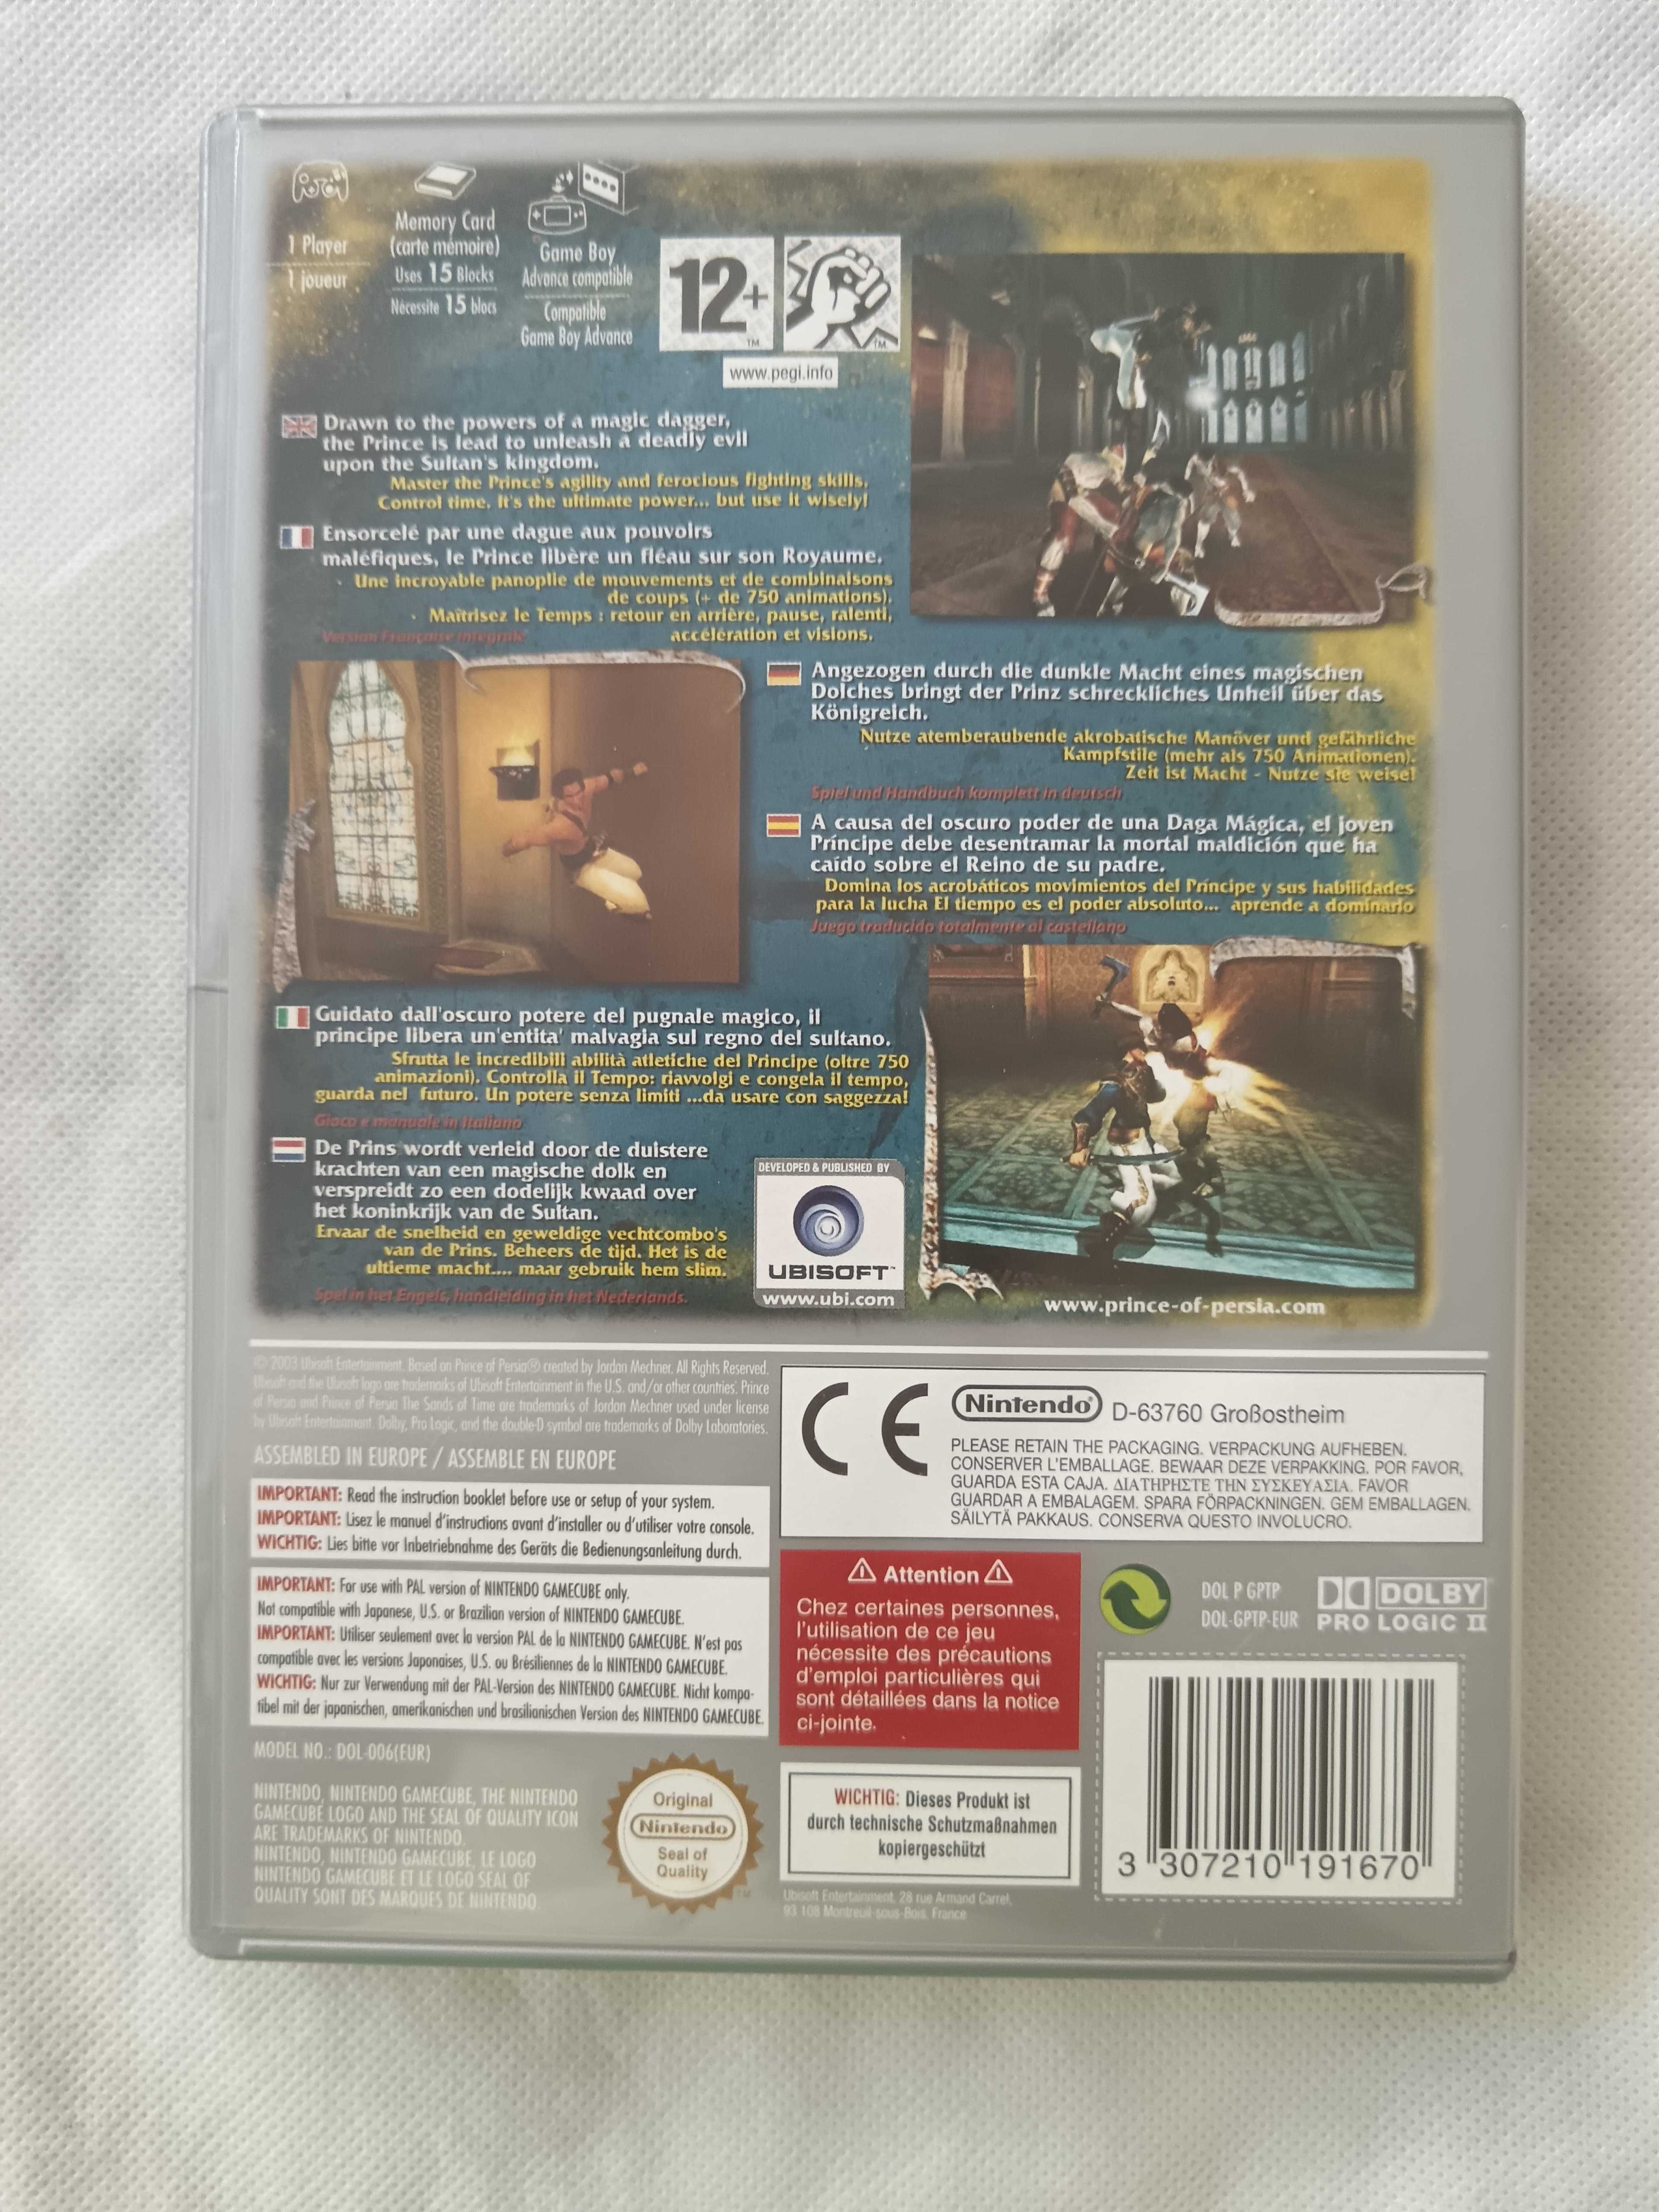 1 Player
1 joueur
Memory Card
(carte mémoire)
Uses 15 Blocks
Nécessite 15 blocs
Game Boy
Advance compatible
Compatible
Game Boy Advance
12+
TM
TM
www.pegi.info
Drawn to the powers of a magic dagger,
the Prince is lead to unleash a deadly evil
upon the Sultan's kingdom.
Master the Prince's agility and ferocious fighting skills.
Control time. It's the ultimate power... but use it wisely!
Ensorcelé par une dague aux pouvoirs
maléfiques, le Prince libère un fléau sur son Royaume.
· Une incroyable panoplie de mouvements et de combinaisons
de coups (+ de 750 animations).
· Maîtrisez le Temps : retour en arrière, pause, ralenti,
accélération et visions.
Version Française intégrale
Angezogen durch die dunkle Macht eines magischen
Dolches bringt der Prinz schreckliches Unheil über das
Königreich.
Nutze atemberaubende akrobatische Manöver und gefährliche
Kampfstile (mehr als 750 Animationen).
Zeit ist Macht - Nutze sie weise!
Spiel und Handbuch komplett in deutsch
A causa del oscuro poder de una Daga Mágica, el joven
Príncipe debe desentramar la mortal maldición que ha
caído sobre el Reino de su padre.
Domina los acrobáticos movimientos del Príncipe y sus habilidades
para la lucha El tiempo es el poder absoluto... aprende a dominarlo
Juego traducido totalmente al castellano
Guidato dall'oscuro potere del pugnale magico, il
principe libera un'entita' malvagia sul regno del sultano.
Sfrutta le incredibili abilità atletiche del Principe (oltre 750
animazioni). Controlla il Tempo: riavvolgi e congela il tempo,
guarda nel futuro. Un potere senza limiti ...da usare con saggezza!
Gioco e manuale in Italiano
De Prins wordt verleid door de duistere
krachten van een magische dolk en
verspreidt zo een dodelijk kwaad over
het koninkrijk van de Sultan.
Ervaar de snelheid en geweldige vechtcombo's
van de Prins. Beheers de tijd. Het is de
ultieme macht.... maar gebruik hem slim.
Spel in het Engels, handleiding in het Nederlands.
DEVELOPED & PUBLISHED BY
UBISOFT™
www.ubi.com
www.prince-of-persia.com
© 2003 Ubisoft Entertainment. Based on Prince of Persia® created by Jordan Mechner. All Rights Reserved.
Ubisoft and the Ubisoft logo are trademarks of Ubisoft Entertainment in the U.S. and/or other countries. Prince
of Persia and Prince of Persia The Sands of Time are trademarks of Jordan Mechner used under license
by Ubisoft Entertainment. Dolby, Pro Logic, and the double-D symbol are trademarks of Dolby Laboratories.
ASSEMBLED IN EUROPE / ASSEMBLE EN EUROPE
IMPORTANT: Read the instruction booklet before use or setup of your system.
IMPORTANT: Lisez le manuel d'instructions avant d'installer ou d'utiliser votre console.
WICHTIG: Lies bitte vor Inbetriebnahme des Geräts die Bedienungsanleitung durch.
IMPORTANT: For use with PAL version of NINTENDO GAMECUBE only.
Not compatible with Japanese, U.S. or Brazilian version of NINTENDO GAMECUBE.
IMPORTANT: Utiliser seulement avec la version PAL de la NINTENDO GAMECUBE. N'est pas
compatible avec les versions Japonaises, U.S. ou Brésiliennes de la NINTENDO GAMECUBE.
WICHTIG: Nur zur Verwendung mit der PAL-Version des NINTENDO GAMECUBE. Nicht kompa-
tibel mit der japanischen, amerikanischen und brasilianischen Version des NINTENDO GAMECUBE.
MODEL NO.: DOL-006(EUR)
NINTENDO, NINTENDO GAMECUBE, THE NINTENDO
GAMECUBE LOGO AND THE SEAL OF QUALITY ICON
ARE TRADEMARKS OF NINTENDO.
NINTENDO, NINTENDO GAMECUBE, LE LOGO
NINTENDO GAMECUBE ET LE LOGO SEAL OF
QUALITY SONT DES MARQUES DE NINTENDO.
Original
Nintendo
Seal of
Quality
TM
CE
Nintendo® D-63760 Großostheim
PLEASE RETAIN THE PACKAGING. VERPACKUNG AUFHEBEN.
CONSERVER L'EMBALLAGE. BEWAAR DEZE VERPAKKING. POR FAVOR,
GUARDA ESTA CAJA. ΔΙΑΤΗΡΗΣΤΕ ΤΗΝ ΣΥΣΚΕΥΑΣΙΑ. FAVOR
GUARDAR A EMBALAGEM. SPARA FÖRPACKNINGEN. GEM EMBALLAGEN.
SÄILYTÄ PAKKAUS. CONSERVA QUESTO INVOLUCRO.
Attention
Chez certaines personnes,
l'utilisation de ce jeu
nécessite des précautions
d'emploi particulières qui
sont détaillées dans la notice
ci-jointe.
DOL P GPTP
DOL-GPTP-EUR
DOLBY
PRO LOGIC II
WICHTIG: Dieses Produkt ist
durch technische Schutzmaßnahmen
kopiergeschützt
Ubisoft Entertainment, 28 rue Armand Carrel,
93 108 Montreuil-sous-Bois, France
3 307210 191670